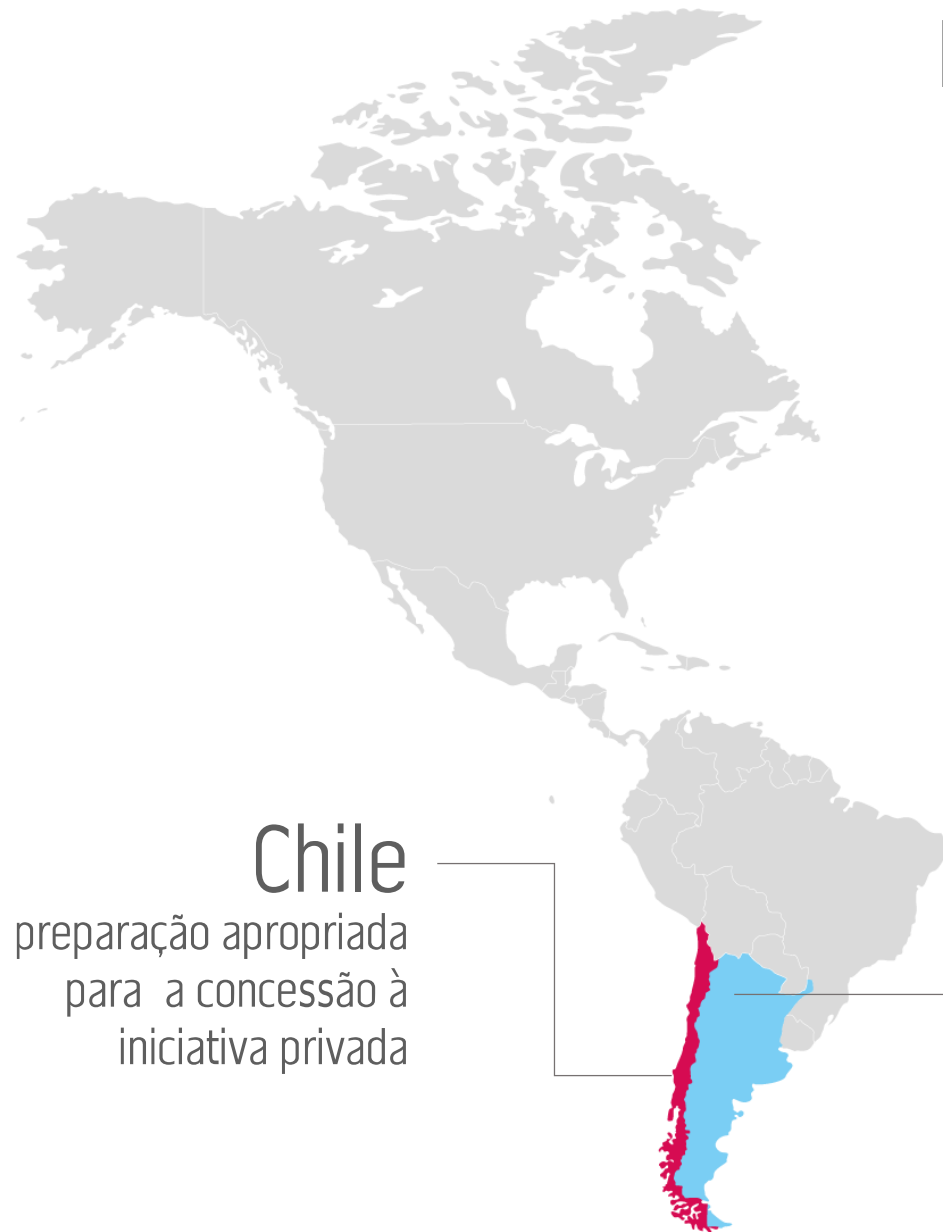 Chile
preparação apropriada
para a concessão à
iniciativa privada